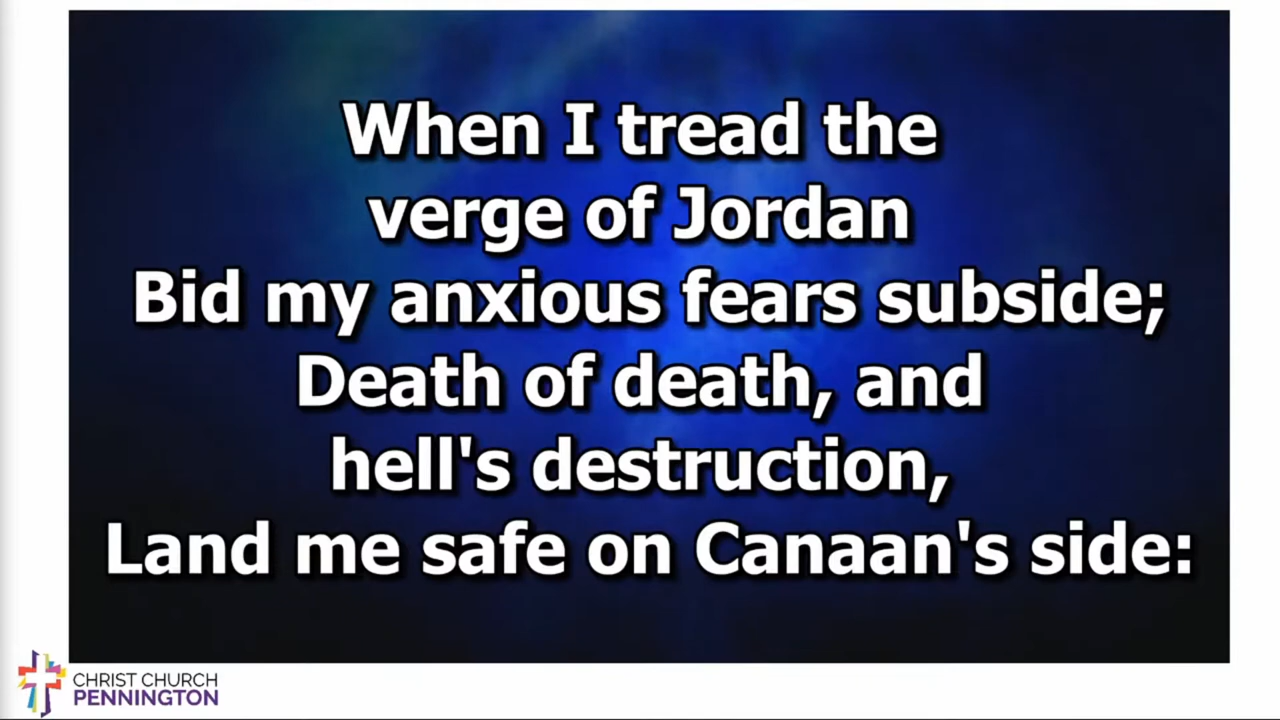 When I tread the
verge of Jordan
Bid my anxious fears subside;
Death of death, and
hell's destruction,
Land me safe on Canaan's side:
CHRIST CHURCH
PENNINGTON